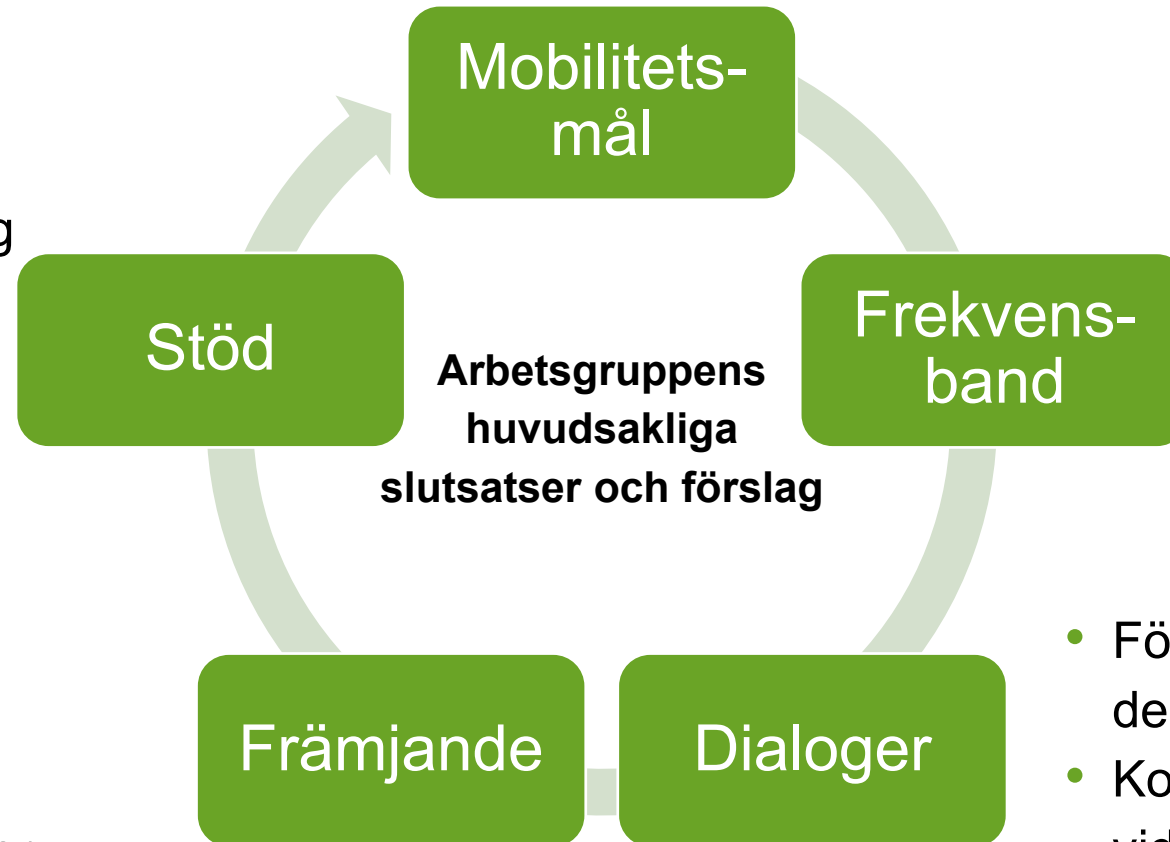 Mobilitets-
mål
Stöd
Frekvens-
band
Arbetsgruppens
huvudsakliga
slutsatser och förslag
Främjande
Dialoger